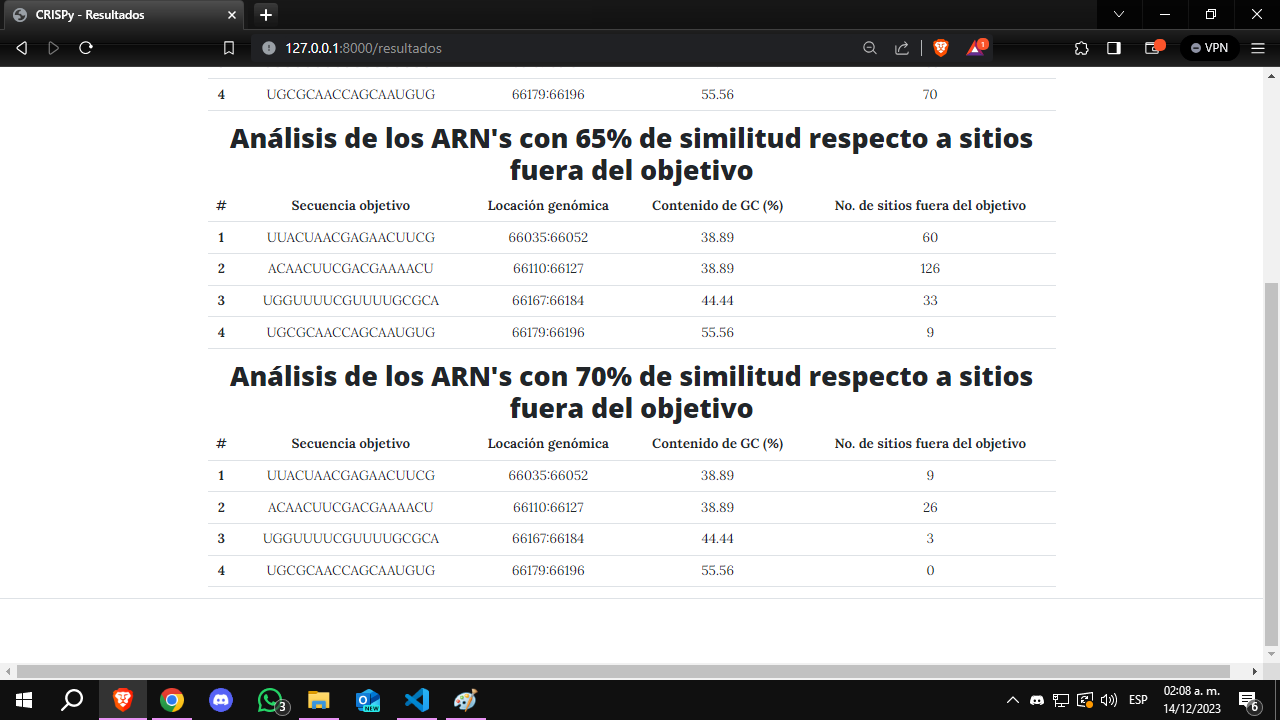 CRISPy - Resultados
127.0.0.1:8000/resultados
1
VPN
4 UGCGCAACCAGCAAUGUG 66179:66196 55.56 70
Análisis de los ARN's con 65% de similitud respecto a sitios
fuera del objetivo
# Secuencia objetivo Locación genómica Contenido de GC (%) No. de sitios fuera del objetivo
1 UUACUAACGAGAACUUCG 66035:66052 38.89 60
2 ACAACUUCGACGAAAACU 66110:66127 38.89 126
3 UGGUUUUCGUUUUGCGCA 66167:66184 44.44 33
4 UGCGCAACCAGCAAUGUG 66179:66196 55.56 9
Análisis de los ARN's con 70% de similitud respecto a sitios
fuera del objetivo
# Secuencia objetivo Locación genómica Contenido de GC (%) No. de sitios fuera del objetivo
1 UUACUAACGAGAACUUCG 66035:66052 38.89 9
2 ACAACUUCGACGAAAACU 66110:66127 38.89 26
3 UGGUUUUCGUUUUGCGCA 66167:66184 44.44 3
4 UGCGCAACCAGCAAUGUG 66179:66196 55.56 0
3
NEW
ESP
02:08 a. m.
14/12/2023
6